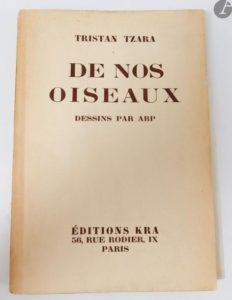 TRISTAN TZARA
DE NOS
OISEAUX
DESSINS PAR ARP
ÉDITIONS KRA
56, RUE RODIER, IX
PARIS